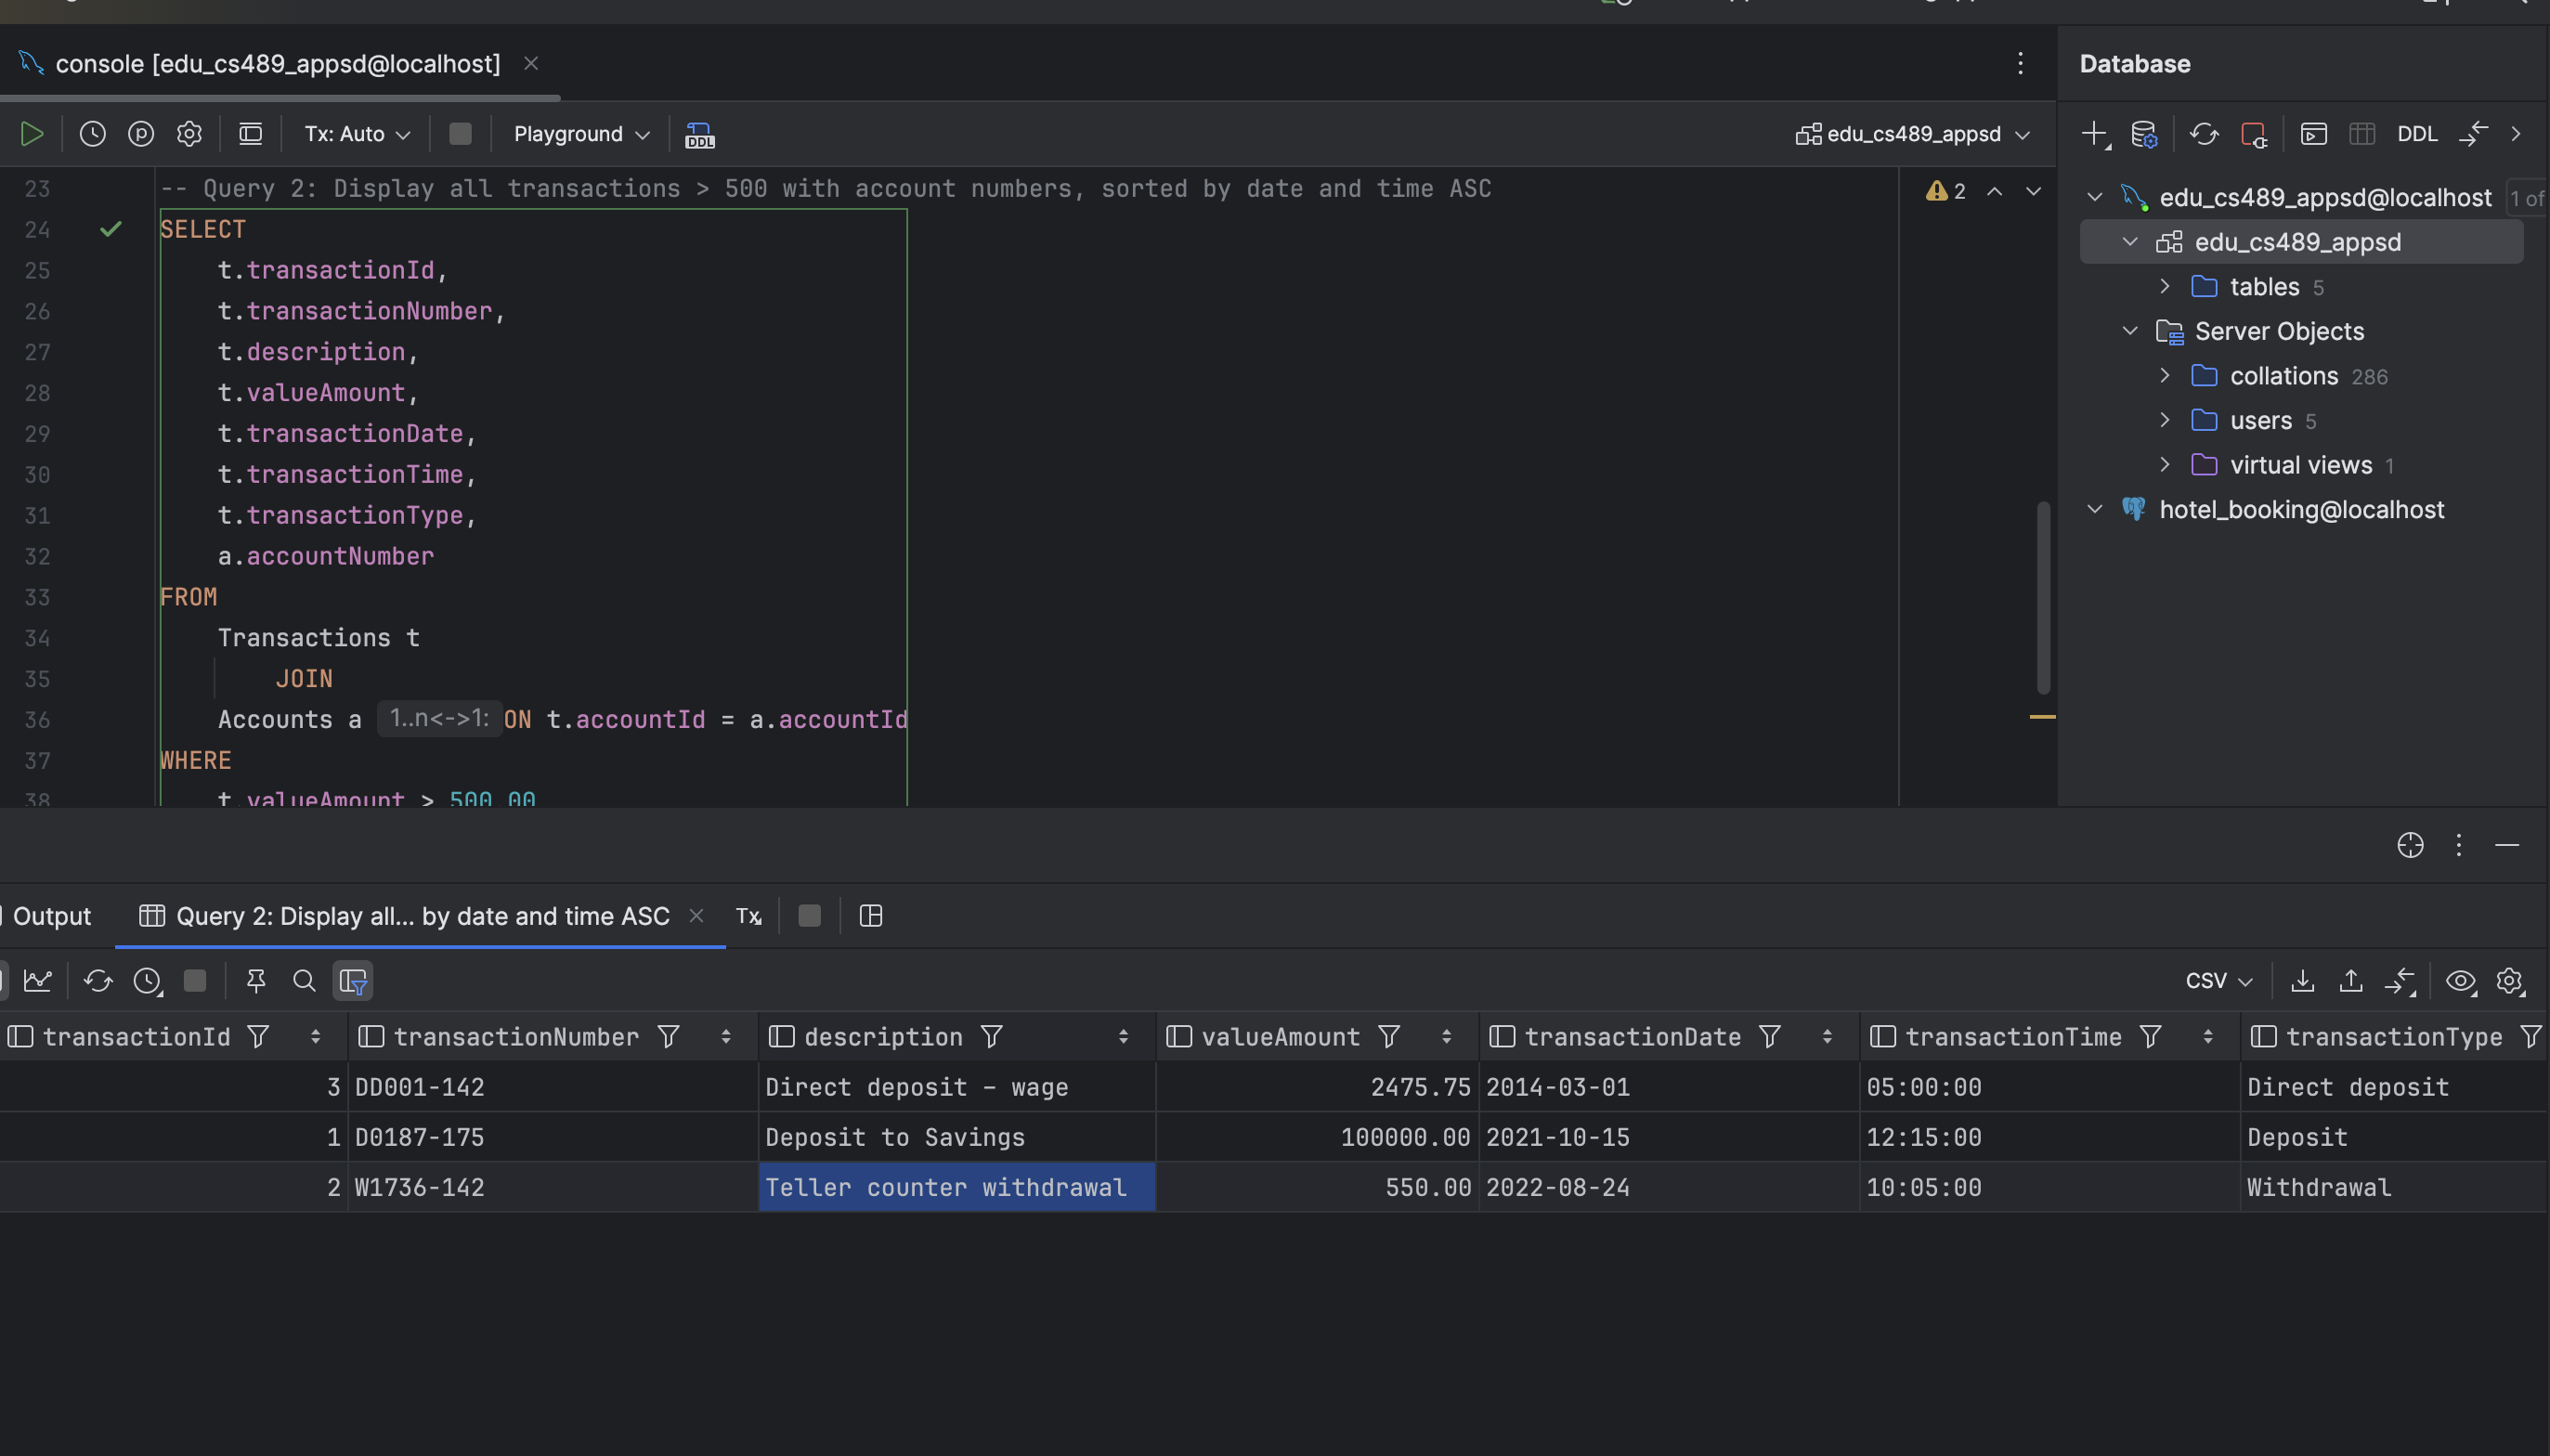 console [edu_cs489_appsd@localhost]
Database
Tx: Auto
Playground
DDL
edu_cs489_appsd
DDL
23 -- Query 2: Display all transactions > 500 with account numbers, sorted by date and time ASC
2
24 SELECT
25 t.transactionId,
26 t.transactionNumber,
27 t.description,
28 t.valueAmount,
29 t.transactionDate,
30 t.transactionTime,
31 t.transactionType,
32 a.accountNumber
33 FROM
34 Transactions t
35 JOIN
36 Accounts a 1..n<->1: ON t.accountId = a.accountId
37 WHERE
38 t.valueAmount > 500.00
edu_cs489_appsd@localhost 1 of
edu_cs489_appsd
tables 5
Server Objects
collations 286
users 5
virtual views 1
hotel_booking@localhost
Output
Query 2: Display all... by date and time ASC
Tx
CSV
transactionId transactionNumber description valueAmount transactionDate transactionTime transactionType
3 DD001-142 Direct deposit - wage 2475.75 2014-03-01 05:00:00 Direct deposit
1 D0187-175 Deposit to Savings 100000.00 2021-10-15 12:15:00 Deposit
2 W1736-142 Teller counter withdrawal 550.00 2022-08-24 10:05:00 Withdrawal